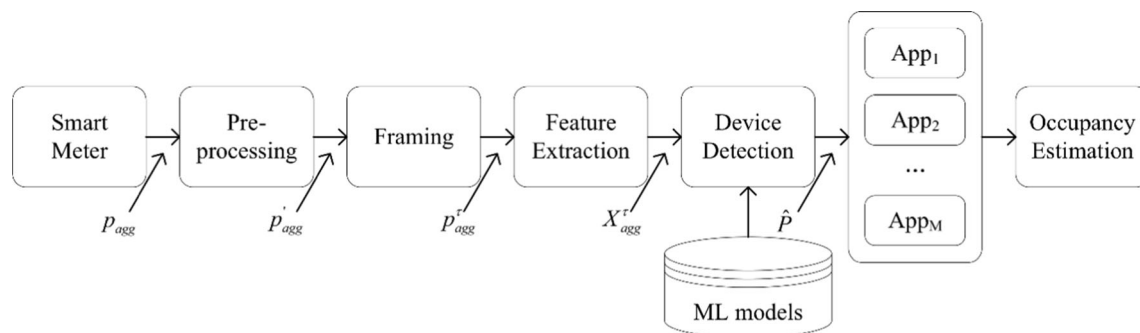 Smart
Meter
Pre-
processing
Framing
Feature
Extraction
Device
Detection
App₁
App₂
...
App_M
Occupancy
Estimation
p_agg
p'_agg
p^τ_agg
X^τ_agg
P̂
ML models